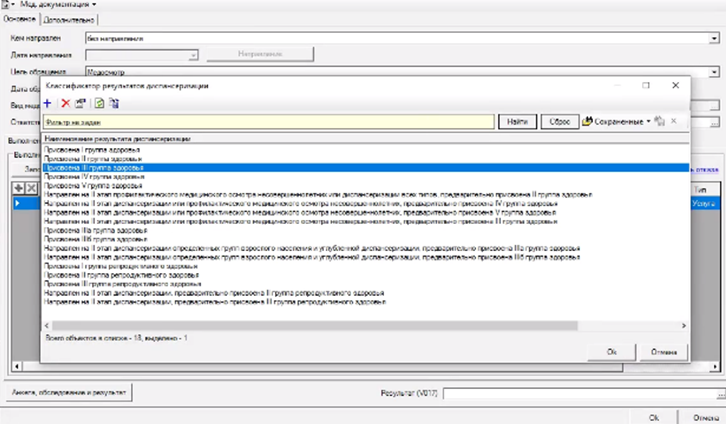 Мед. документация
Основное Дополнительно
Кем направлен без направления
Дата направления Направление
Цель обращения Медосмотр
Дата об
Вид меди
Ответств
Классификатор результатов диспансеризации
Фильтр не задан Найти Сброс Сохраненные
Наименование результата диспансеризации
Присвоена I группа здоровья
Присвоена II группа здоровья
Присвоена III группа здоровья
Присвоена IV группа здоровья
Присвоена V группа здоровья
Направлен на II этап профилактического медицинского осмотра несовершеннолетних или диспансеризации всех типов, предварительно присвоена II группа здоровья
Направлен на II этап диспансеризации или профилактического медицинского осмотра несовершеннолетних, предварительно присвоена IV группа здоровья
Направлен на II этап диспансеризации или профилактического медицинского осмотра несовершеннолетних, предварительно присвоена V группа здоровья
Направлен на II этап диспансеризации или профилактического медицинского осмотра несовершеннолетних, предварительно присвоена III группа здоровья
Присвоена IIIа группа здоровья
Присвоена IIIб группа здоровья
Направлен на II этап диспансеризации определенных групп взрослого населения и углубленной диспансеризации, предварительно присвоена IIIа группа здоровья
Направлен на II этап диспансеризации определенных групп взрослого населения и углубленной диспансеризации, предварительно присвоена IIIб группа здоровья
Присвоена I группа репродуктивного здоровья
Присвоена II группа репродуктивного здоровья
Присвоена III группа репродуктивного здоровья
Направлен на II этап диспансеризации, предварительно присвоена II группа репродуктивного здоровья
Направлен на II этап диспансеризации, предварительно присвоена III группа репродуктивного здоровья
Всего объектов в списке - 18, выделено - 1
Ok Отмена
Выполнен
Выполне
Запо
ь отказа
Тип
Услуга
Анкета, обследование и результат Результат (V017)
Ok Отмена